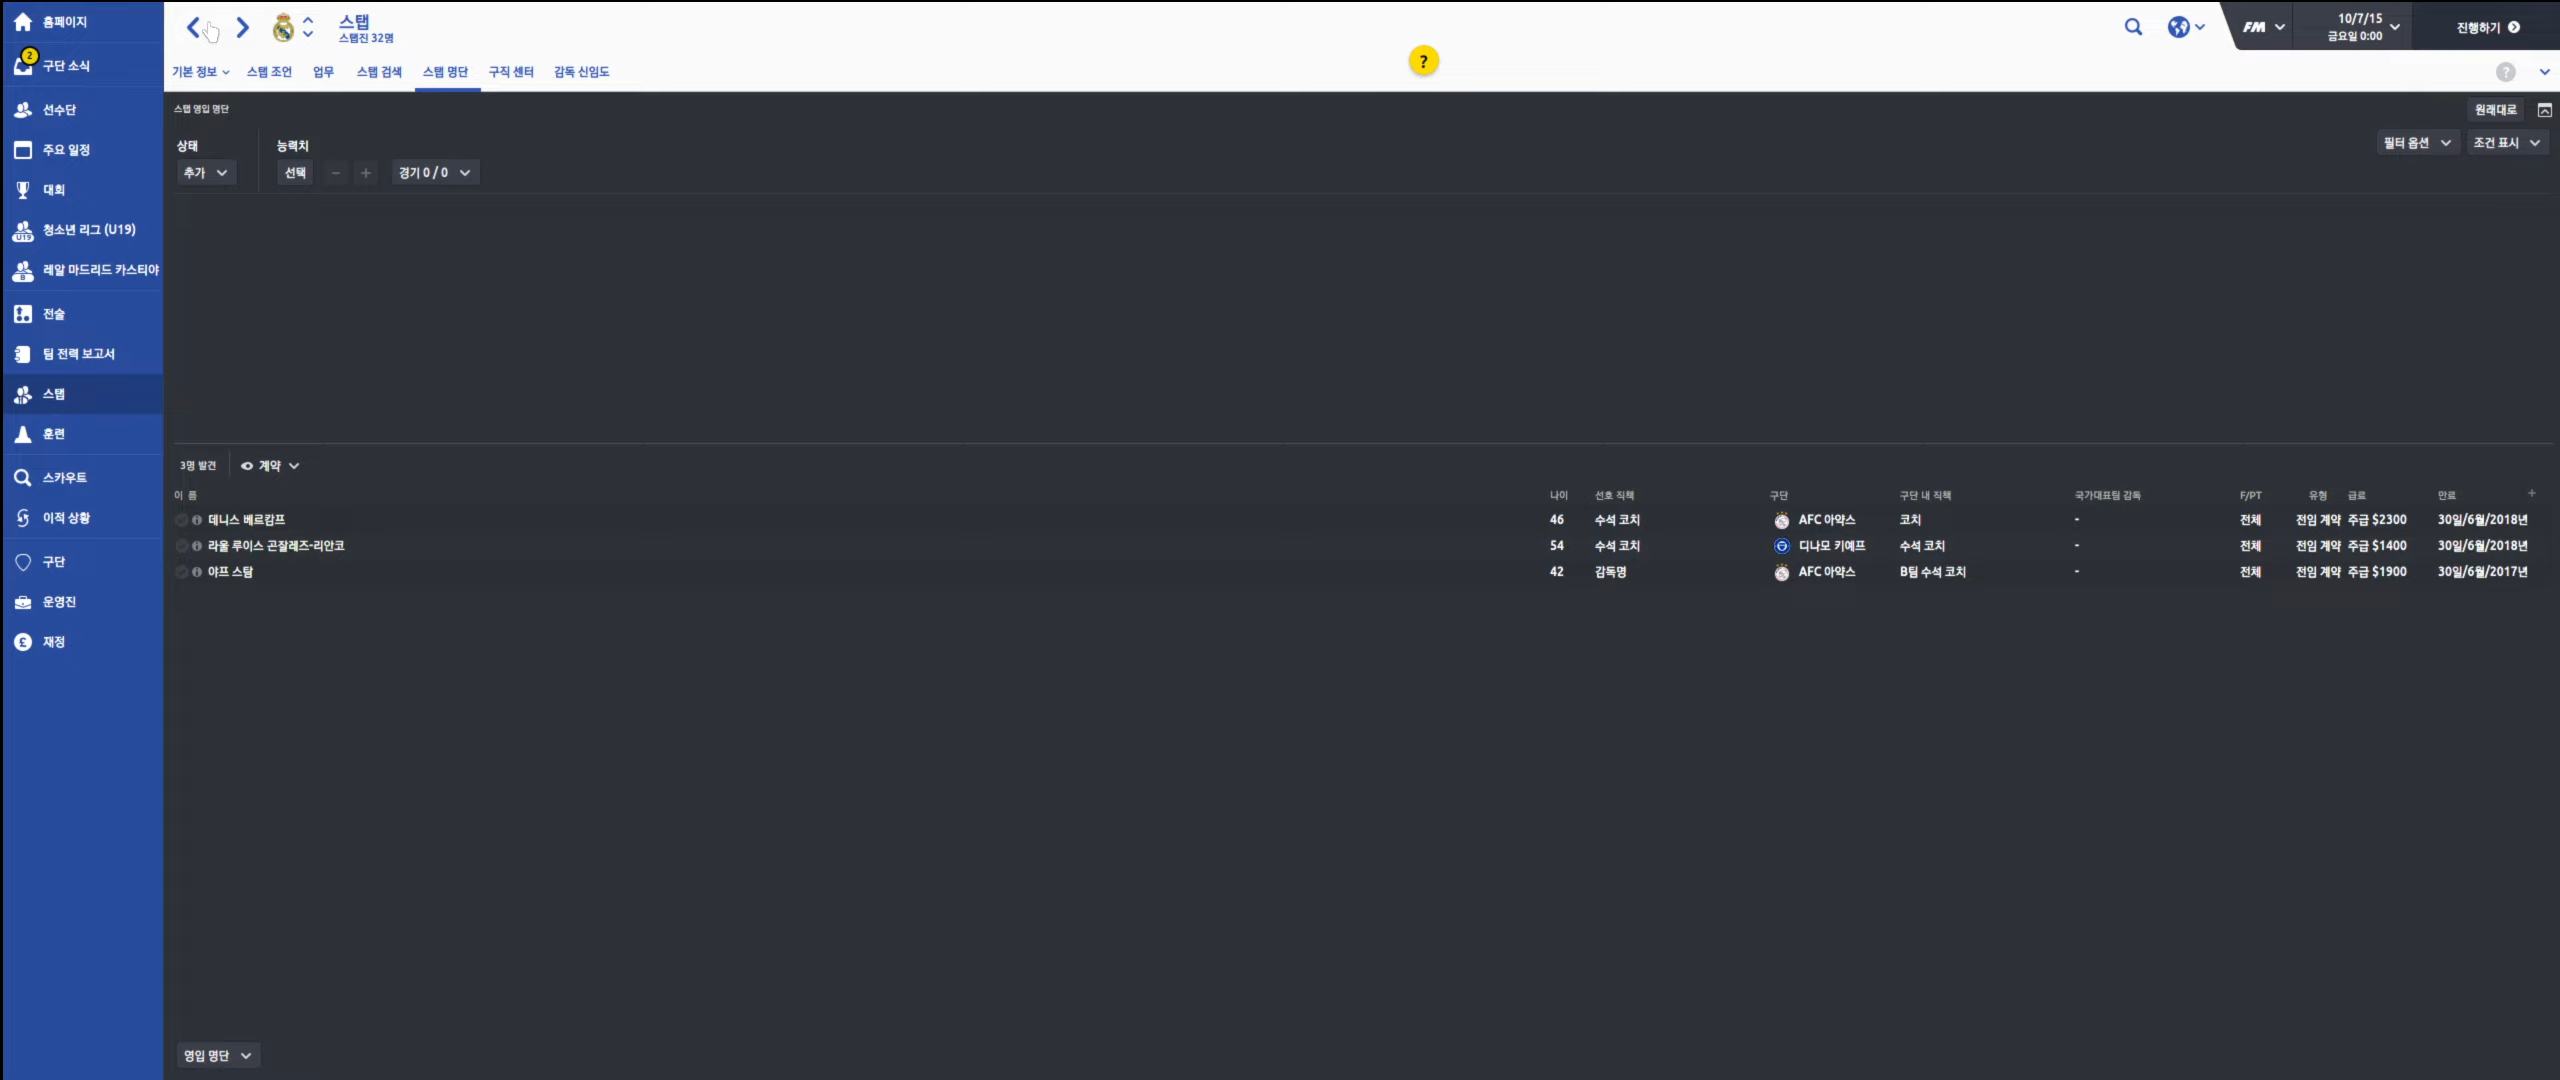 홈페이지
2
구단 소식
선수단
주요 일정
대회
U19
청소년 리그 (U19)
B
레알 마드리드 카스티야
전술
팀 전력 보고서
스탭
훈련
스카우트
이적 상황
구단
운영진
재정
스탭
스탭진 32명
FM
10/7/15
금요일 0:00
진행하기
?
기본 정보 스탭 조언 업무 스탭 검색 스탭 명단 구직 센터 감독 신임도
?
스탭 영입 명단
원래대로
상태 능력치
필터 옵션 조건 표시
추가 선택 - + 경기 0 / 0
3명 발견 계약
이 름 나이 선호 직책 구단 구단 내 직책 국가대표팀 감독 F/PT 유형 급료 만료 +
데니스 베르캄프 46 수석 코치 AFC 아약스 코치 - 전체 전임 계약 주급 $2300 30일/6월/2018년
라울 루이스 곤잘레즈-리안코 54 수석 코치 디나모 키예프 수석 코치 - 전체 전임 계약 주급 $1400 30일/6월/2018년
야프 스탐 42 감독명 AFC 아약스 B팀 수석 코치 - 전체 전임 계약 주급 $1900 30일/6월/2017년
영입 명단